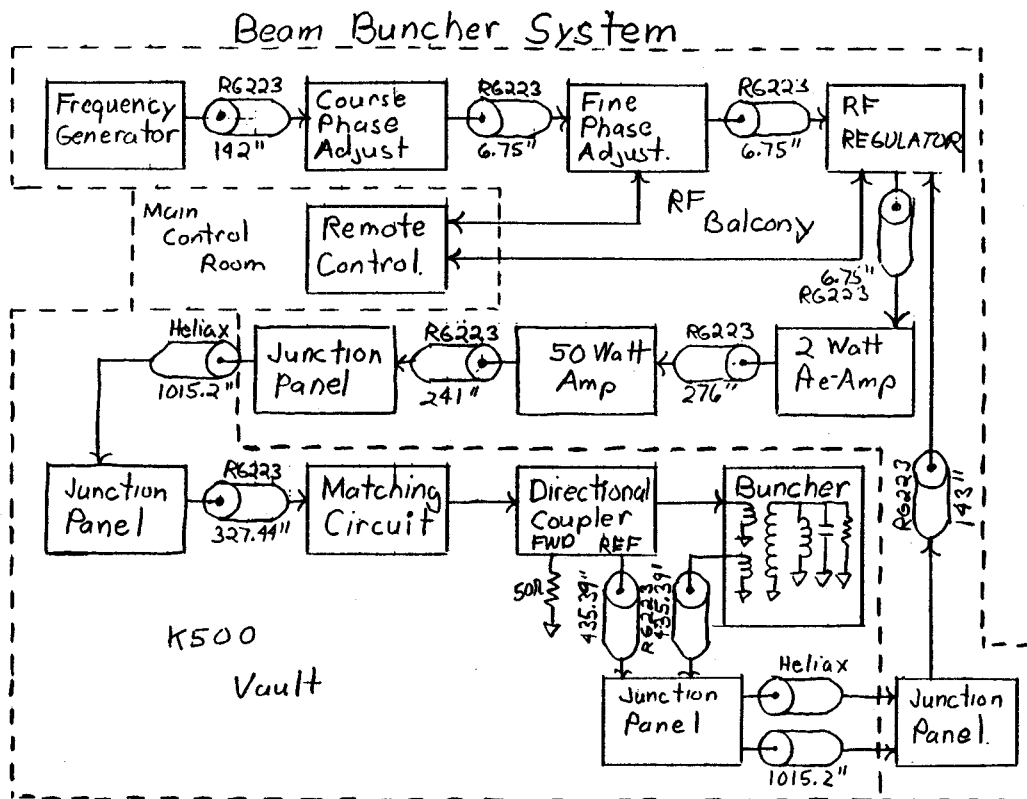 Beam Buncher System
Frequency
Generator
RG223
142"
Course
Phase
Adjust
RG223
6.75"
Fine
Phase
Adjust.
RG223
6.75"
RF
REGULATOR
Main
Control
Room
Remote
Control.
RF
Balcony
6.75"
RG223
Heliax
1015.2"
Junction
Panel
RG223
241"
50 Watt
Amp
RG223
276"
2 Watt
Ae-Amp
Junction
Panel
RG223
327.44"
Matching
Circuit
Directional
Coupler
FWD REF
Buncher
50Ω
435.39"
RG223
435.39"
RG223
143"
K500
Vault
Junction
Panel
Heliax
1015.2"
Junction
Panel.